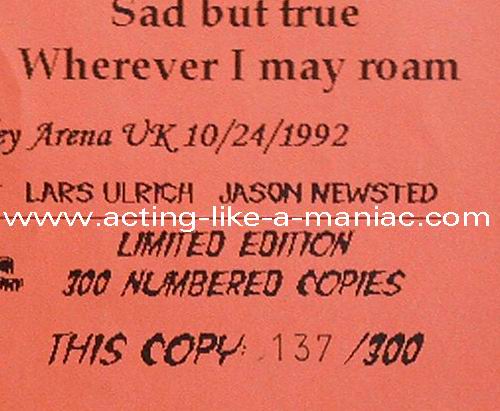 Sad but true
Wherever I may roam
ey Arena UK 10/24/1992
LARS ULRICH JASON NEWSTED
www.acting-like-a-maniac.com
LIMITED EDITION
300 NUMBERED COPIES
THIS COPY: 137 /300